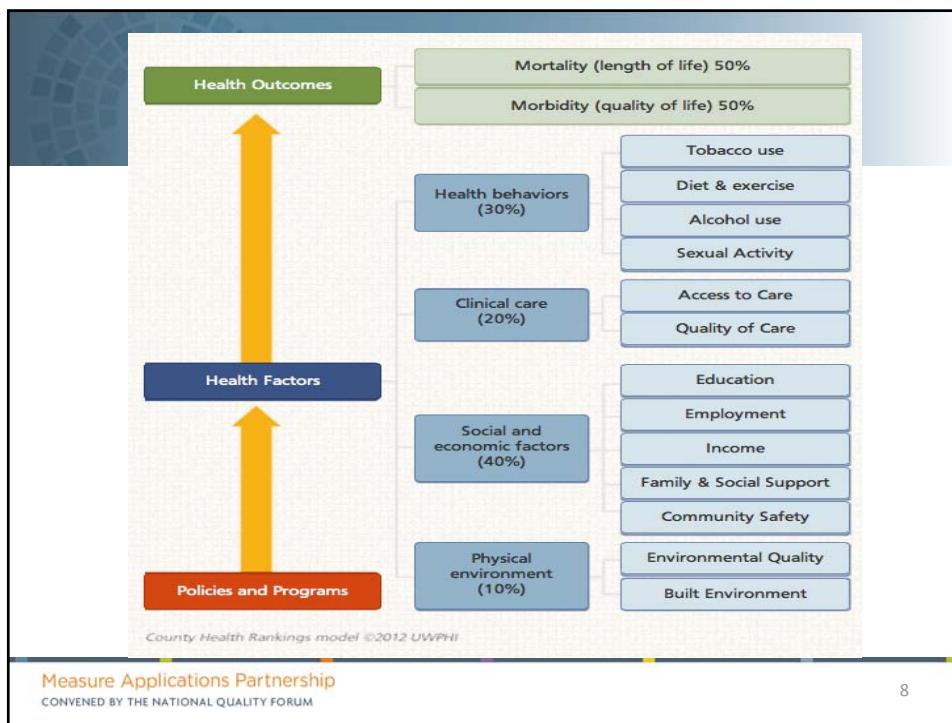 Health Outcomes
Mortality (length of life) 50%
Morbidity (quality of life) 50%
Health Factors
Health behaviors
(30%)
Tobacco use
Diet & exercise
Alcohol use
Sexual Activity
Clinical care
(20%)
Access to Care
Quality of Care
Social and
economic factors
(40%)
Education
Employment
Income
Family & Social Support
Community Safety
Physical
environment
(10%)
Environmental Quality
Built Environment
Policies and Programs
County Health Rankings model ©2012 UWPHI
Measure Applications Partnership
CONVENED BY THE NATIONAL QUALITY FORUM
8